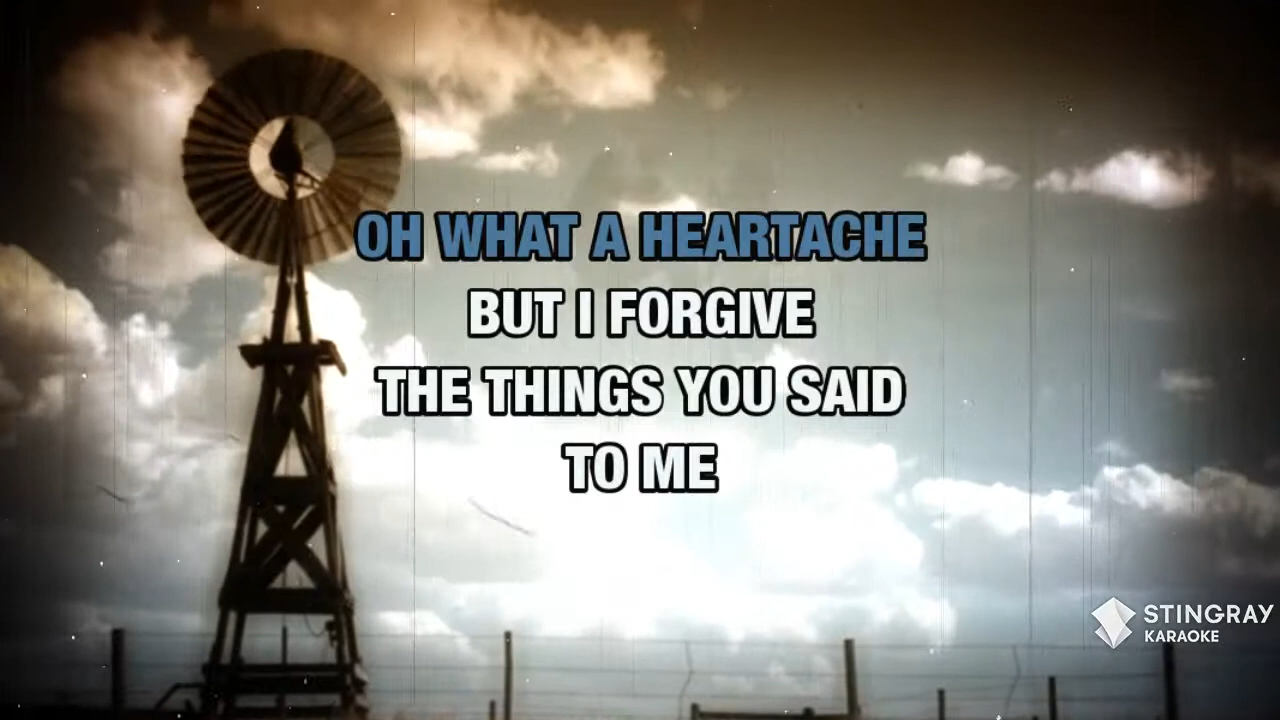 OH WHAT A HEARTACHE
BUT I FORGIVE
THE THINGS YOU SAID
TO ME
STINGRAY
KARAOKE